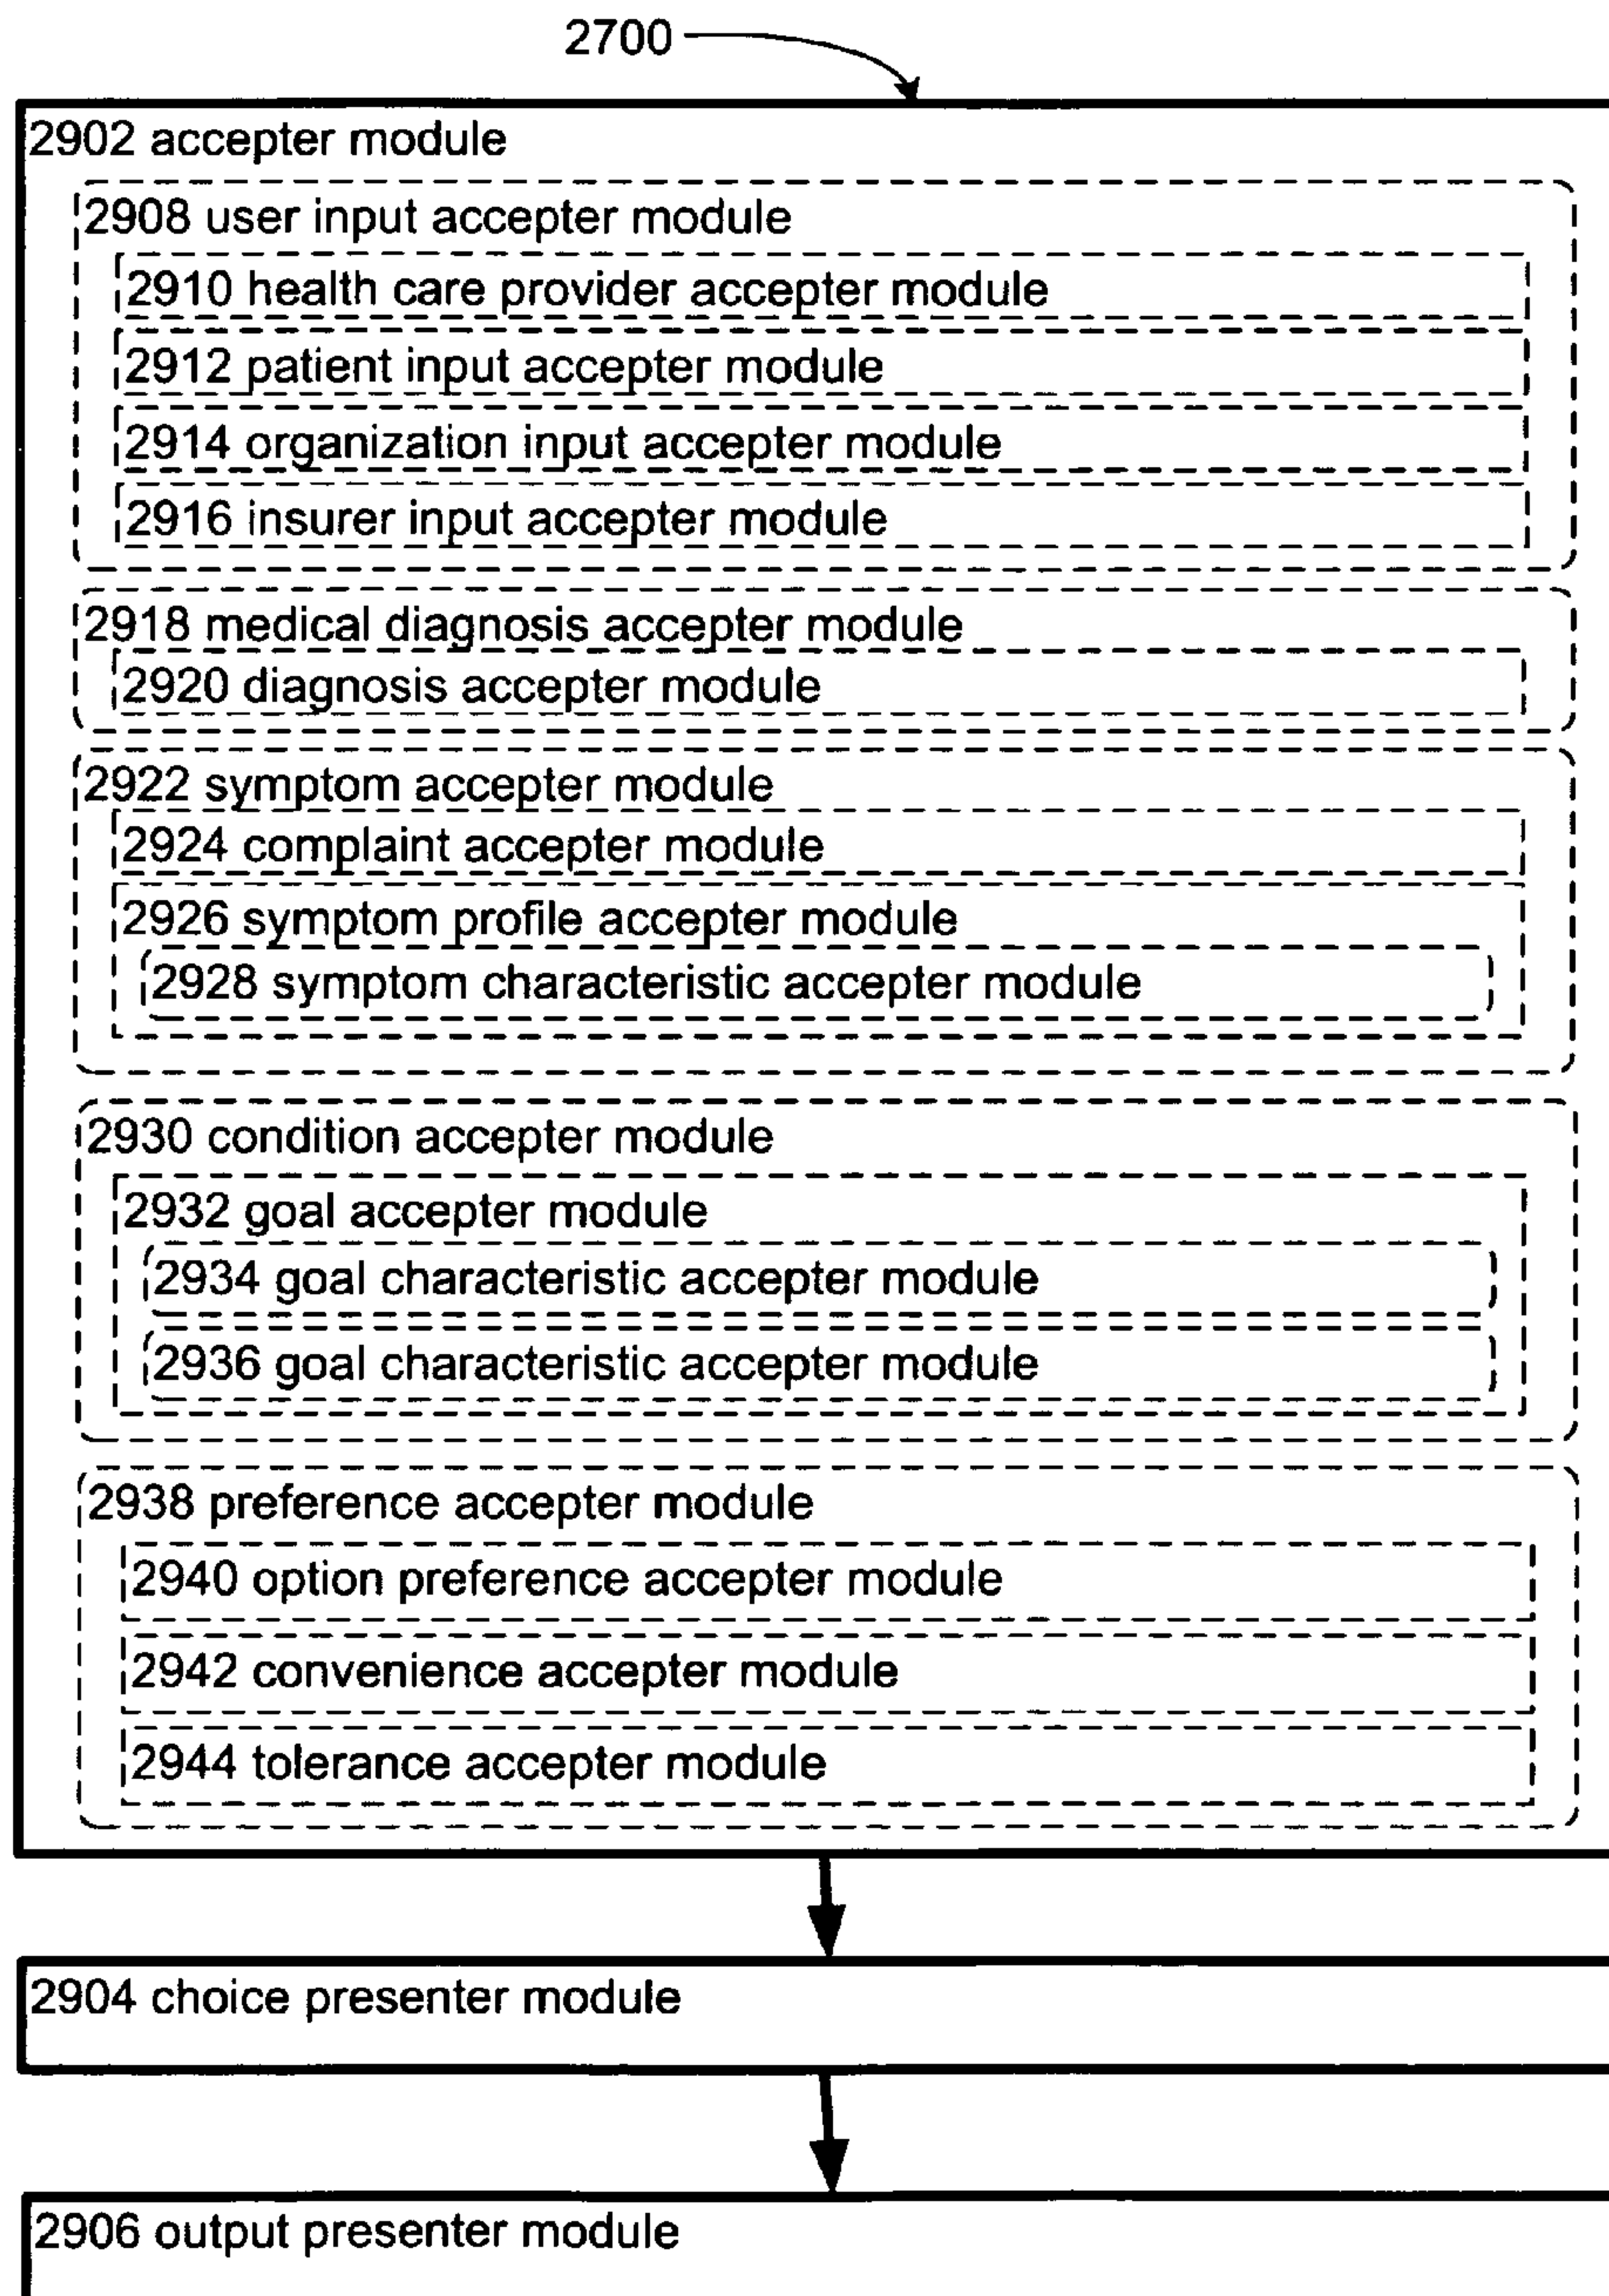 2700
2902 accepter module
2908 user input accepter module
2910 health care provider accepter module
2912 patient input accepter module
2914 organization input accepter module
2916 insurer input accepter module
2918 medical diagnosis accepter module
2920 diagnosis accepter module
2922 symptom accepter module
2924 complaint accepter module
2926 symptom profile accepter module
2928 symptom characteristic accepter module
2930 condition accepter module
2932 goal accepter module
2934 goal characteristic accepter module
2936 goal characteristic accepter module
2938 preference accepter module
2940 option preference accepter module
2942 convenience accepter module
2944 tolerance accepter module
2904 choice presenter module
2906 output presenter module